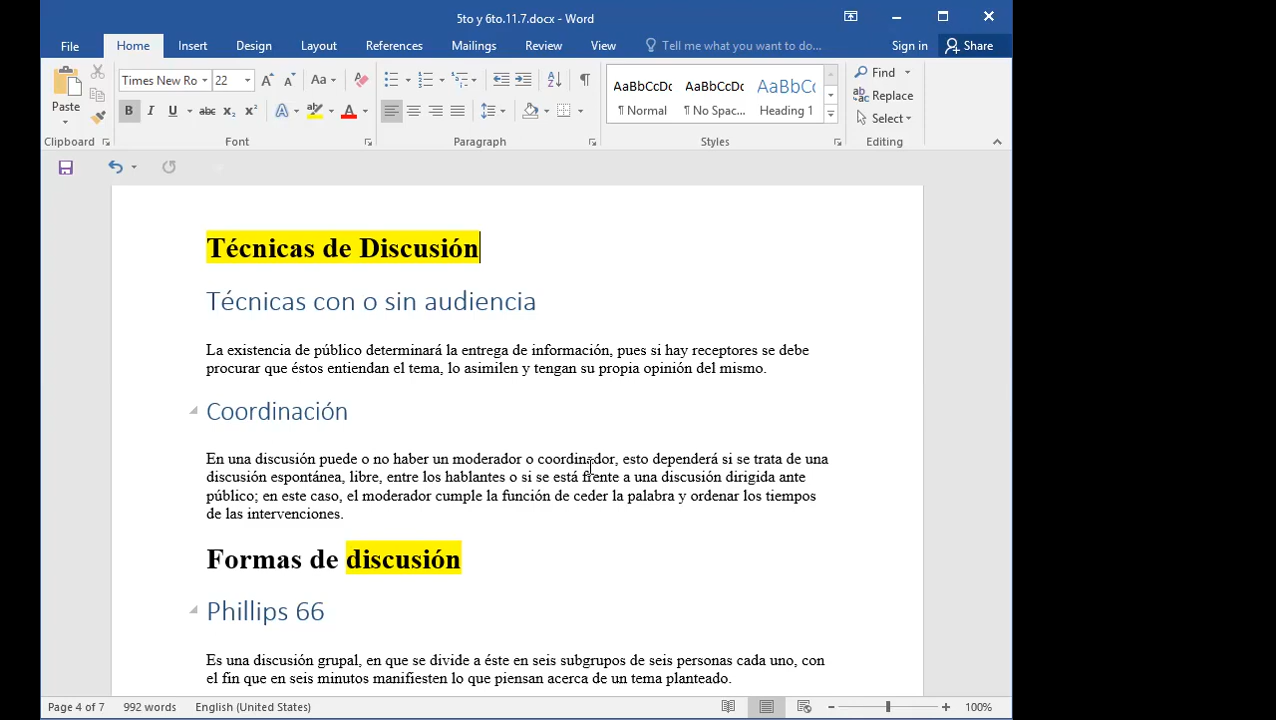 5to y 6to.11.7.docx - Word
File Home Insert Design Layout References Mailings Review View Tell me what you want to do... Sign in Share
Times New Ro 22 Aa
Paste
B I U abc x₂ x² A A
AaBbCcDc AaBbCcDc AaBbCc
¶ Normal ¶ No Spac... Heading 1
Find
Replace
Select
Clipboard Font Paragraph Styles Editing
Técnicas de Discusión
Técnicas con o sin audiencia
La existencia de público determinará la entrega de información, pues si hay receptores se debe
procurar que éstos entiendan el tema, lo asimilen y tengan su propia opinión del mismo.
Coordinación
En una discusión puede o no haber un moderador o coordinador, esto dependerá si se trata de una
discusión espontánea, libre, entre los hablantes o si se está frente a una discusión dirigida ante
público; en este caso, el moderador cumple la función de ceder la palabra y ordenar los tiempos
de las intervenciones.
Formas de discusión
Phillips 66
Es una discusión grupal, en que se divide a éste en seis subgrupos de seis personas cada uno, con
el fin que en seis minutos manifiesten lo que piensan acerca de un tema planteado.
Page 4 of 7 992 words English (United States) 100%